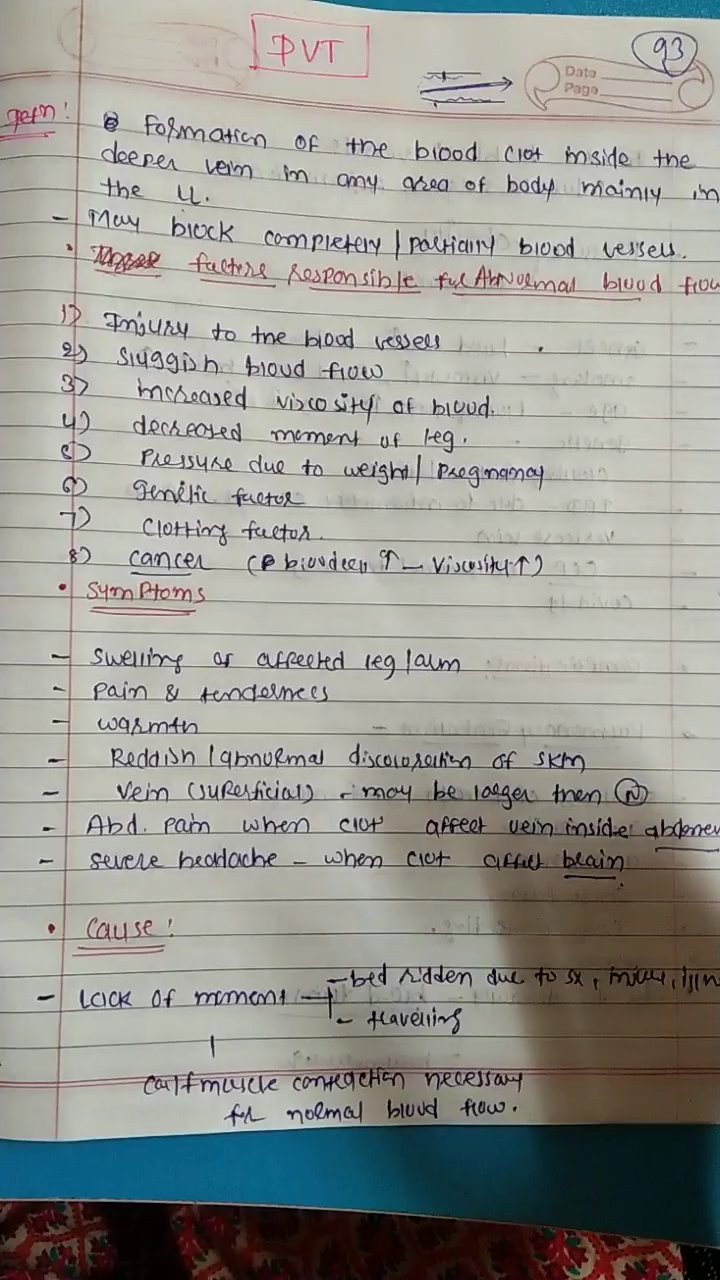 DVT
93
Date
Page
Defn:
Formation of the blood clot inside the
deeper vein in any area of body mainly in
the LL.
- May block completely / partially blood vessels.
• factors responsible for Abnormal blood flow
1) Injury to the blood vessels
2) Sluggish blood flow
3) increased viscosity of blood.
4) decreased moment of leg.
5) Pressure due to weight / pregnancy
6) genetic factor
7) Clotting factor.
8) cancer ( ↑ - Viscosity ↑)
• Symptoms
- Swelling of affected leg / arm
- Pain & tenderness
- warmth
- Reddish / abnormal discoloration of skin
- Vein (superficial) - may be larger then (N)
- Abd. pain when clot affect vein inside abdomen
- severe headache - when clot affect brain
• Cause:
- Lack of moment - bed ridden due to sx,
- travelling
calf muscle contraction necessary
for normal blood flow.